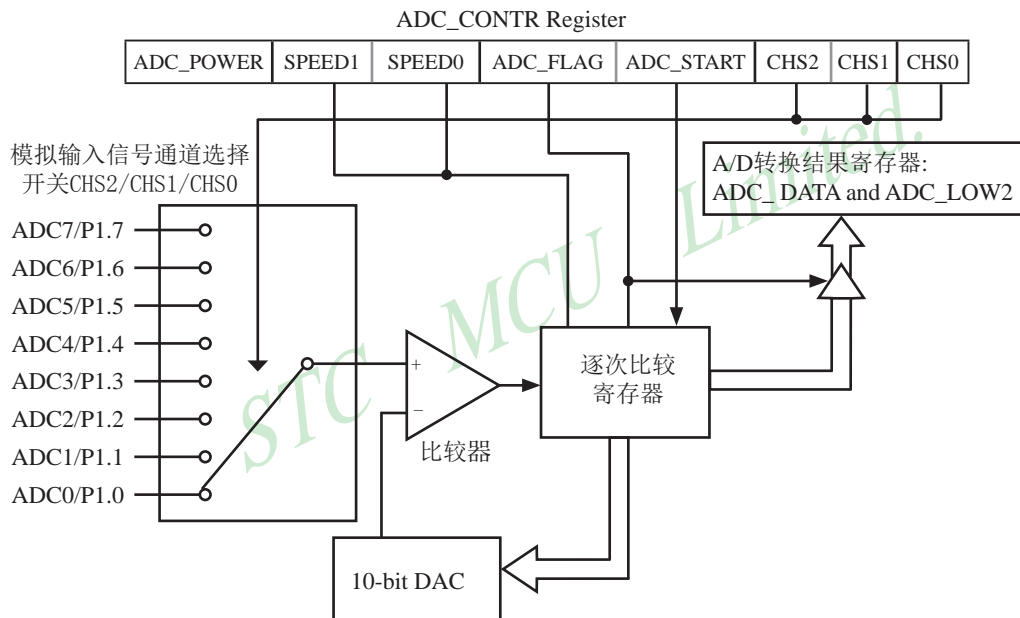 ADC_CONTR Register
ADC_POWER SPEED1 SPEED0 ADC_FLAG ADC_START CHS2 CHS1 CHS0
模拟输入信号通道选择
开关CHS2/CHS1/CHS0
A/D转换结果寄存器:
ADC_ DATA and ADC_LOW2
ADC7/P1.7
ADC6/P1.6
ADC5/P1.5
ADC4/P1.4
ADC3/P1.3
ADC2/P1.2
ADC1/P1.1
ADC0/P1.0
+
−
比较器
逐次比较
寄存器
10-bit DAC
STC MCU Limited.